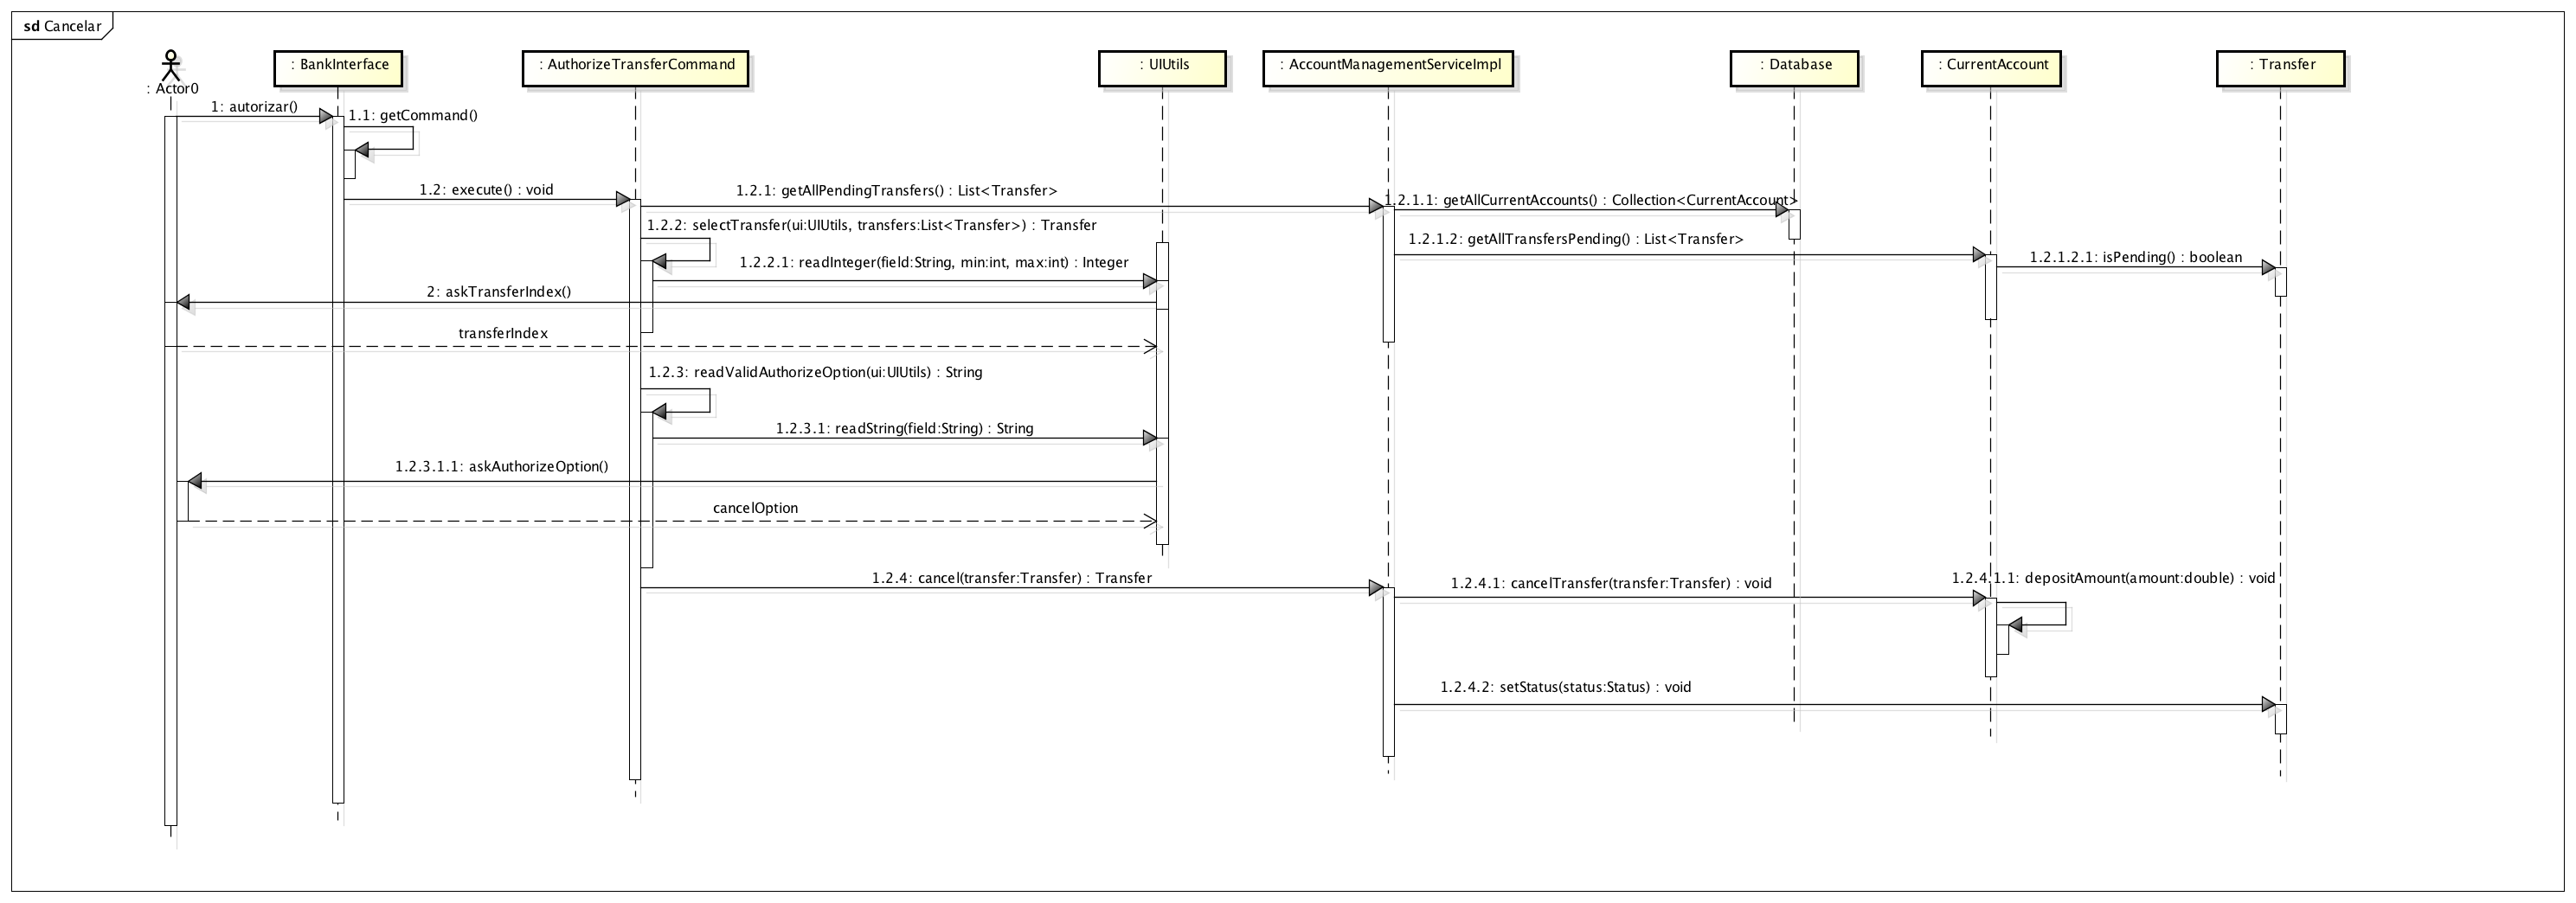 sd Cancelar
: Actor0
: BankInterface
: AuthorizeTransferCommand
: UIUtils
: AccountManagementServiceImpl
: Database
: CurrentAccount
: Transfer
1: autorizar()
1.1: getCommand()
1.2: execute() : void
1.2.1: getAllPendingTransfers() : List<Transfer>
1.2.1.1: getAllCurrentAccounts() : Collection<CurrentAccount>
1.2.2: selectTransfer(ui:UIUtils, transfers:List<Transfer>) : Transfer
1.2.1.2: getAllTransfersPending() : List<Transfer>
1.2.1.2.1: isPending() : boolean
1.2.2.1: readInteger(field:String, min:int, max:int) : Integer
2: askTransferIndex()
transferIndex
1.2.3: readValidAuthorizeOption(ui:UIUtils) : String
1.2.3.1: readString(field:String) : String
1.2.3.1.1: askAuthorizeOption()
cancelOption
1.2.4: cancel(transfer:Transfer) : Transfer
1.2.4.1: cancelTransfer(transfer:Transfer) : void
1.2.4.1.1: depositAmount(amount:double) : void
1.2.4.2: setStatus(status:Status) : void